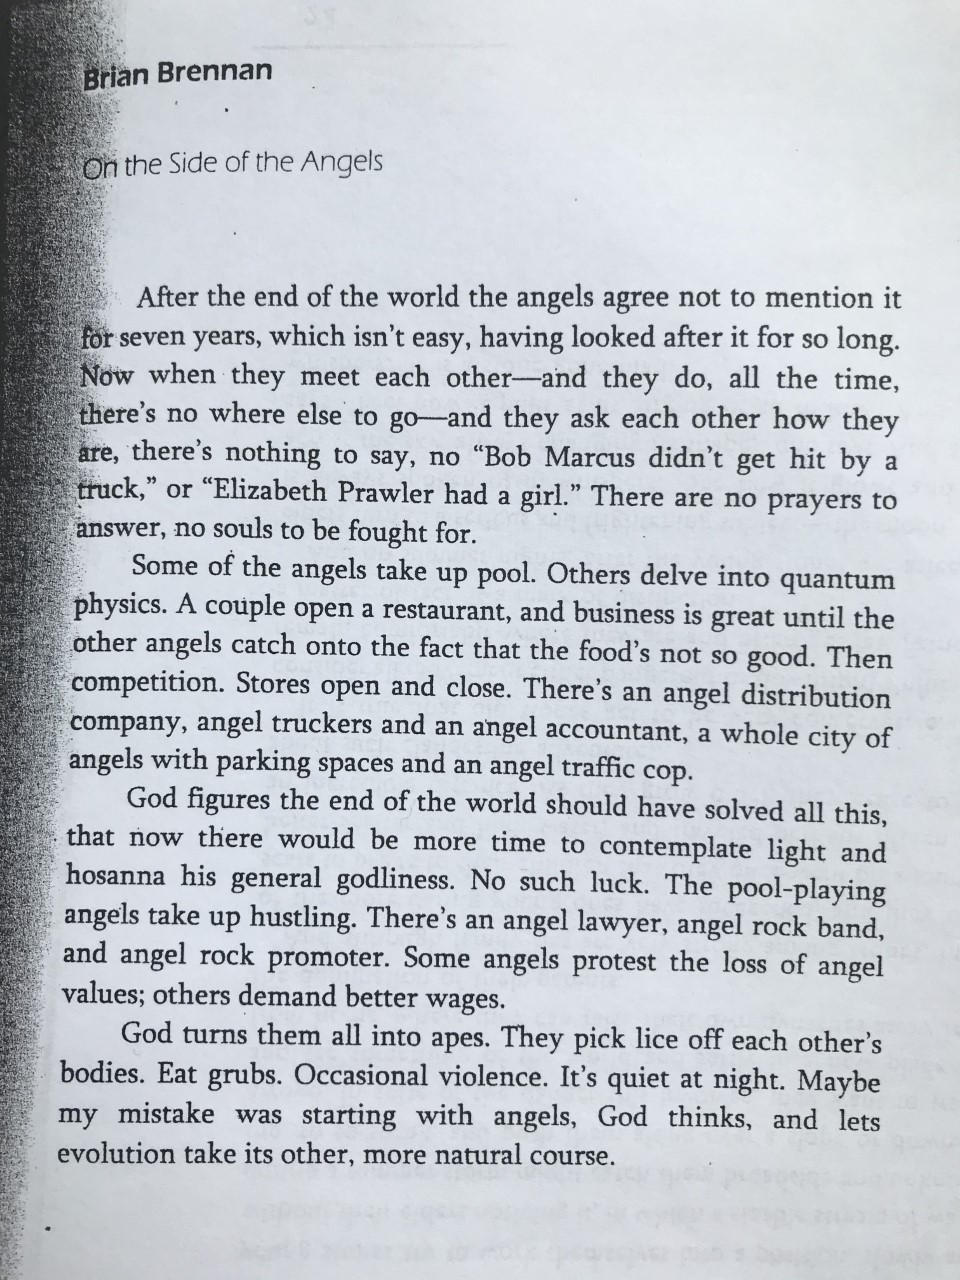 Brian Brennan
On the Side of the Angels
After the end of the world the angels agree not to mention it
for seven years, which isn't easy, having looked after it for so long.
Now when they meet each other—and they do, all the time,
there's no where else to go—and they ask each other how they
are, there's nothing to say, no "Bob Marcus didn't get hit by a
truck," or "Elizabeth Prawler had a girl." There are no prayers to
answer, no souls to be fought for.
Some of the angels take up pool. Others delve into quantum
physics. A couple open a restaurant, and business is great until the
other angels catch onto the fact that the food's not so good. Then
competition. Stores open and close. There's an angel distribution
company, angel truckers and an angel accountant, a whole city of
angels with parking spaces and an angel traffic cop.
God figures the end of the world should have solved all this,
that now there would be more time to contemplate light and
hosanna his general godliness. No such luck. The pool-playing
angels take up hustling. There's an angel lawyer, angel rock band,
and angel rock promoter. Some angels protest the loss of angel
values; others demand better wages.
God turns them all into apes. They pick lice off each other's
bodies. Eat grubs. Occasional violence. It's quiet at night. Maybe
my mistake was starting with angels, God thinks, and lets
evolution take its other, more natural course.